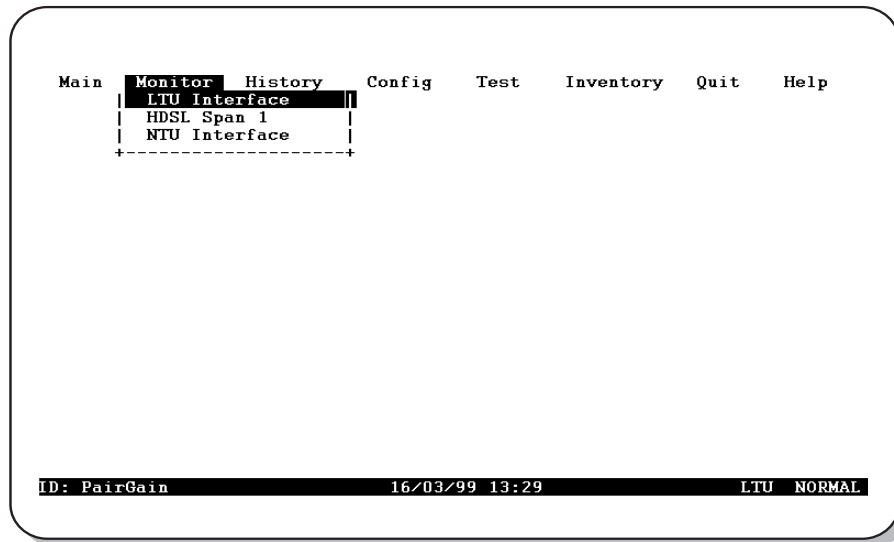 Main Monitor History Config Test Inventory Quit Help
LTU Interface
HDSL Span 1
NTU Interface
ID: PairGain 16/03/99 13:29 LTU NORMAL